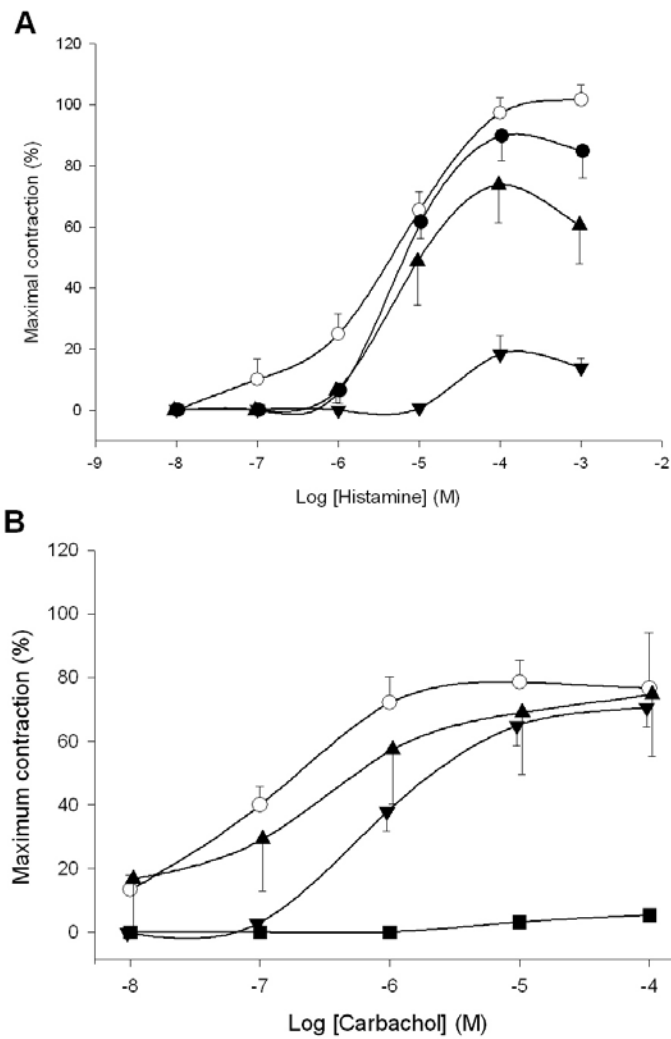 A
120
100
80
60
40
20
0
Maximal contraction (%)
-9 -8 -7 -6 -5 -4 -3 -2
Log [Histamine] (M)
B
120
100
80
60
40
20
0
Maximum contraction (%)
-8 -7 -6 -5 -4
Log [Carbachol] (M)